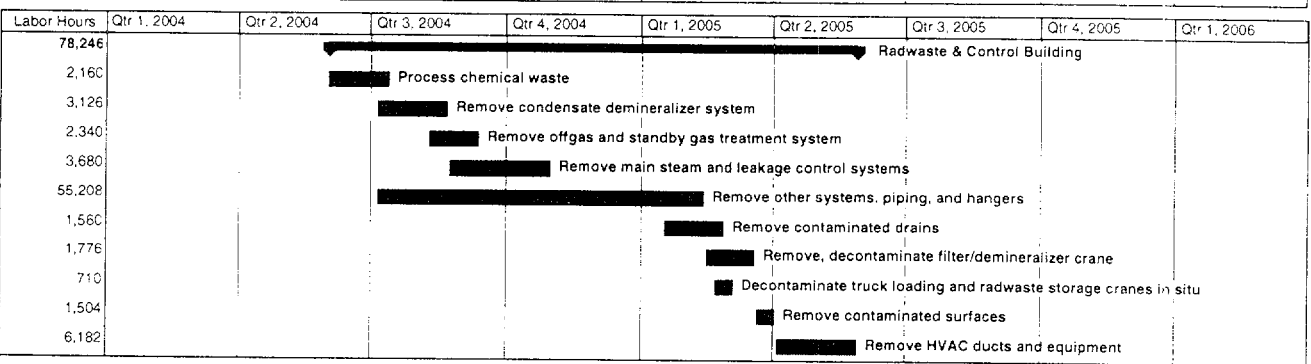 Labor Hours Qtr 1, 2004 Qtr 2, 2004 Qtr 3, 2004 Qtr 4, 2004 Qtr 1, 2005 Qtr 2, 2005 Qtr 3, 2005 Qtr 4, 2005 Qtr 1, 2006
78,246 Radwaste & Control Building
2,160 Process chemical waste
3,126 Remove condensate demineralizer system
2,340 Remove offgas and standby gas treatment system
3,680 Remove main steam and leakage control systems
55,208 Remove other systems, piping, and hangers
1,560 Remove contaminated drains
1,776 Remove, decontaminate filter/demineralizer crane
710 Decontaminate truck loading and radwaste storage cranes in situ
1,504 Remove contaminated surfaces
6,182 Remove HVAC ducts and equipment